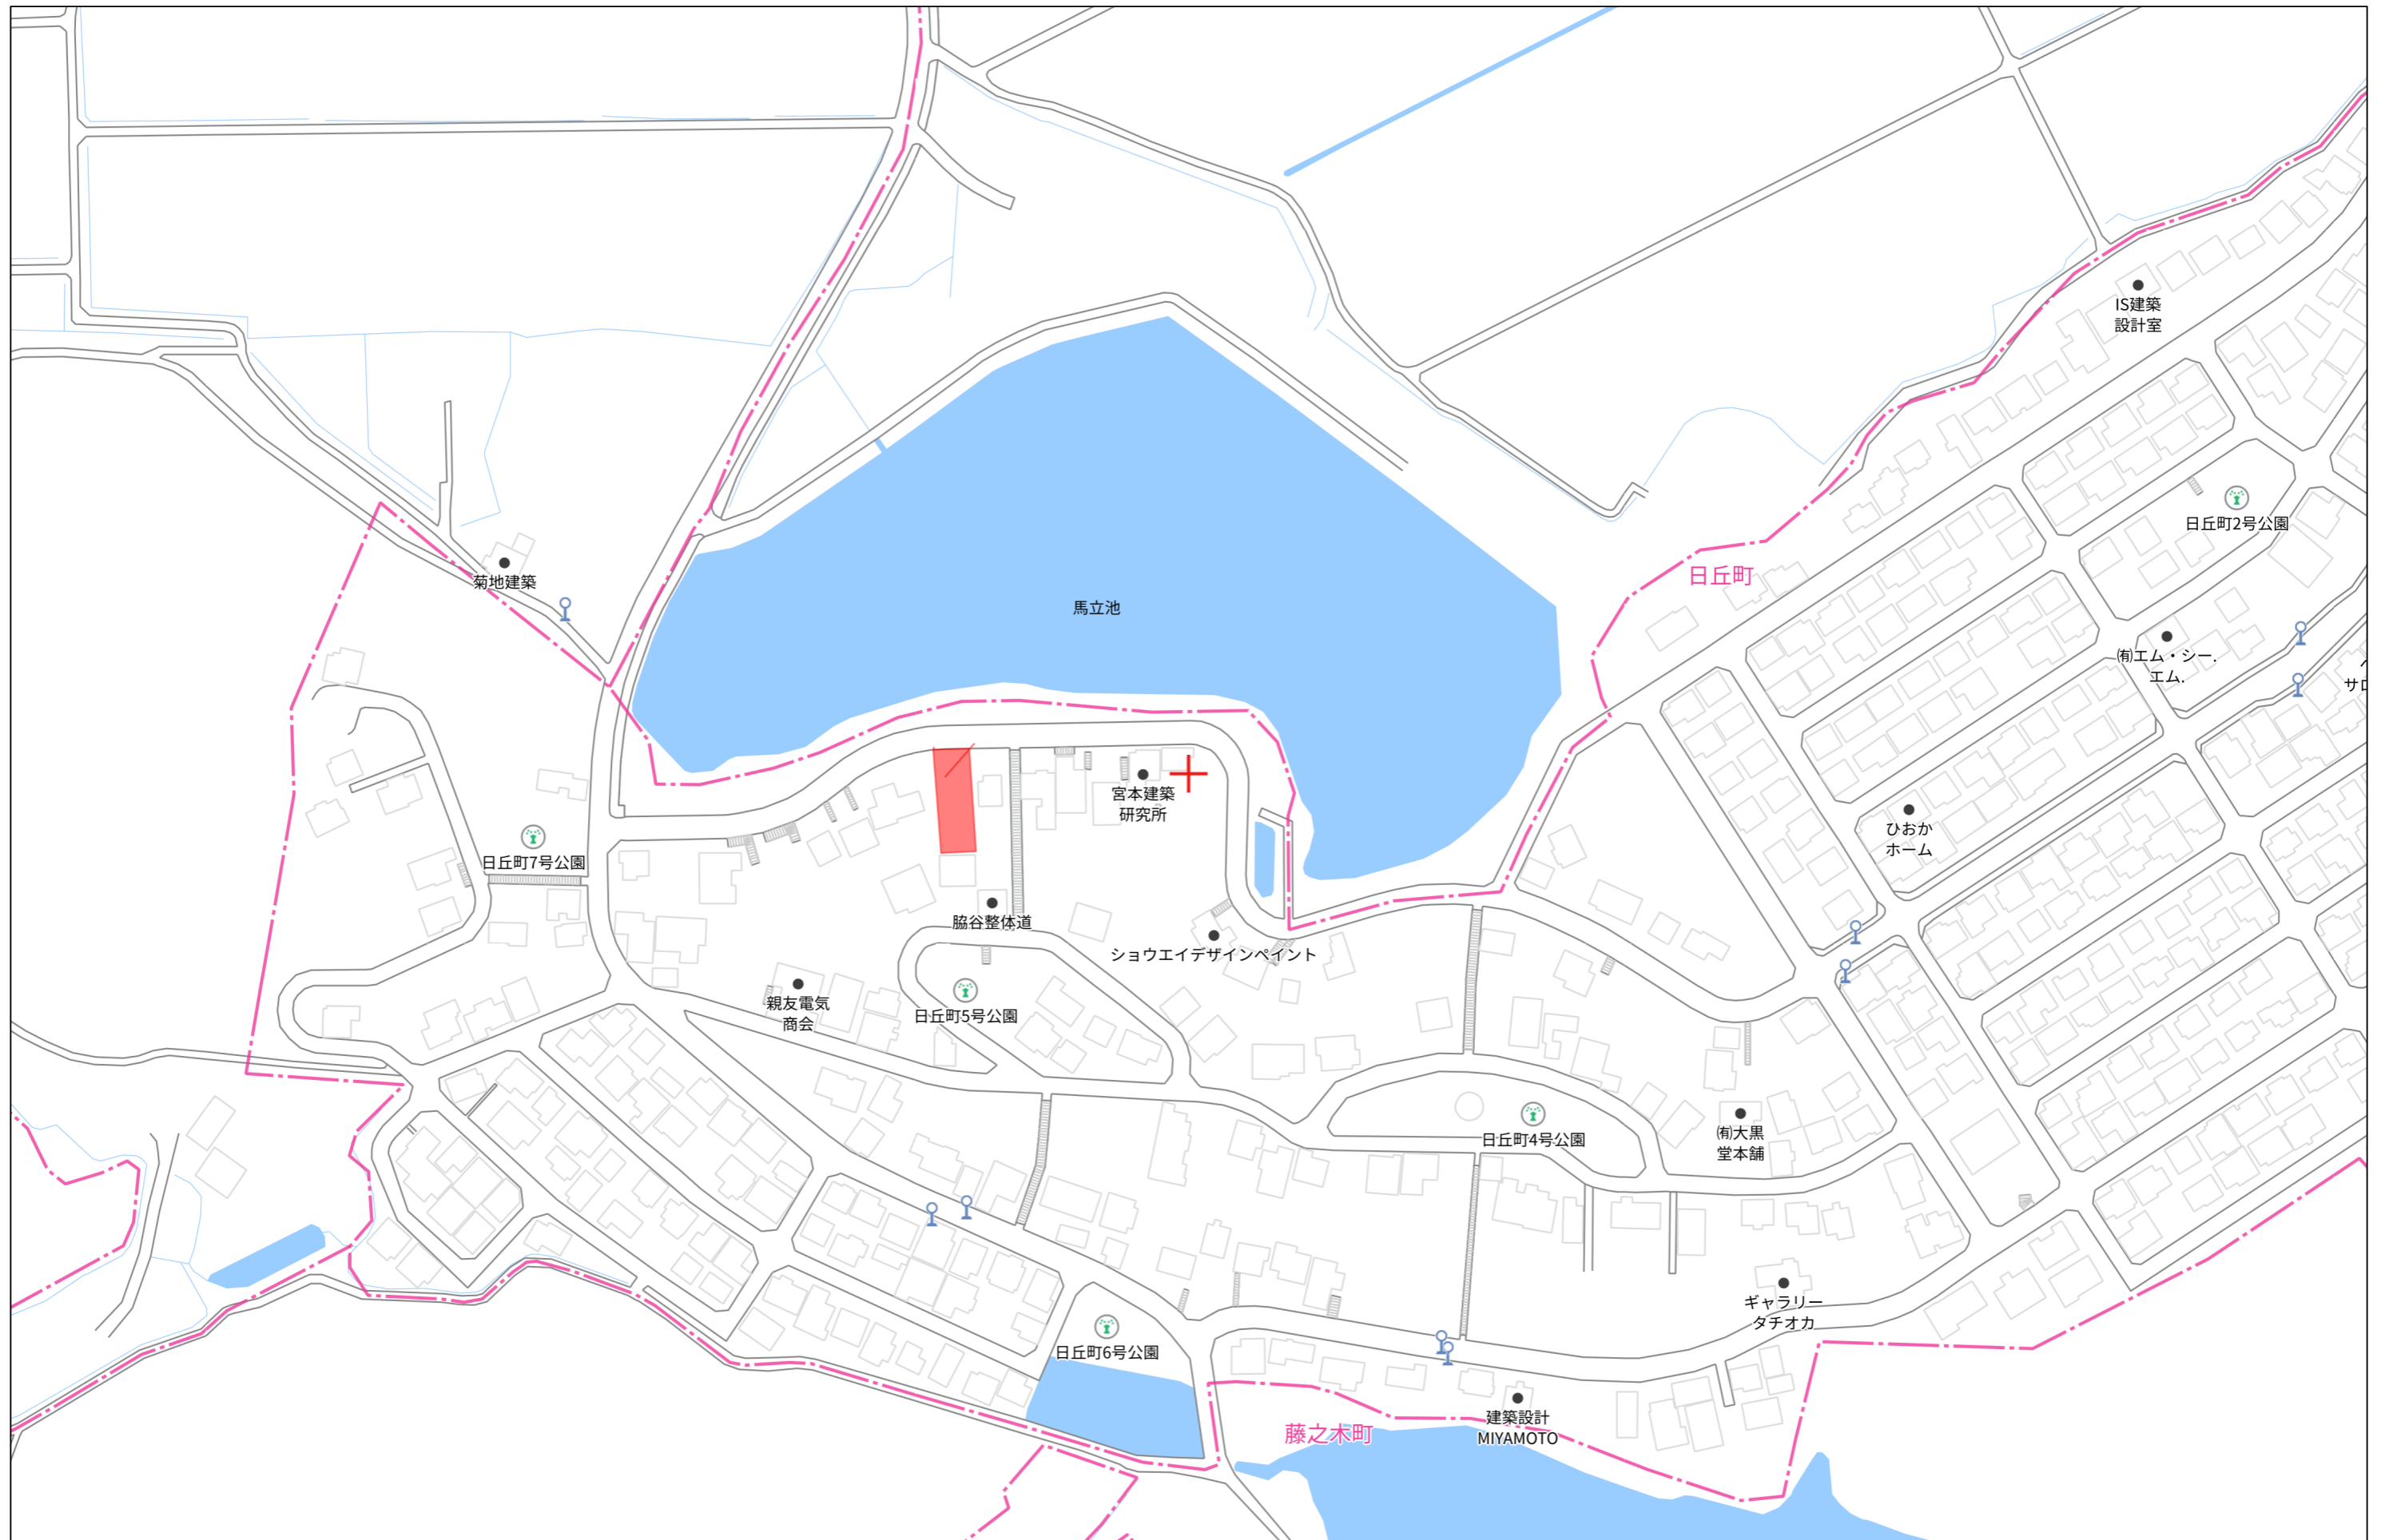 IS建築
設計室
日丘町2号公園
日丘町
菊地建築
馬立池
㈲エム・シー.
エム.
サロ
宮本建築
研究所
ひおか
ホーム
日丘町7号公園
脇谷整体道
ショウエイデザインペイント
親友電気
商会
日丘町5号公園
日丘町4号公園
㈲大黒
堂本舗
ギャラリー
タチオカ
日丘町6号公園
建築設計
MIYAMOTO
藤之木町